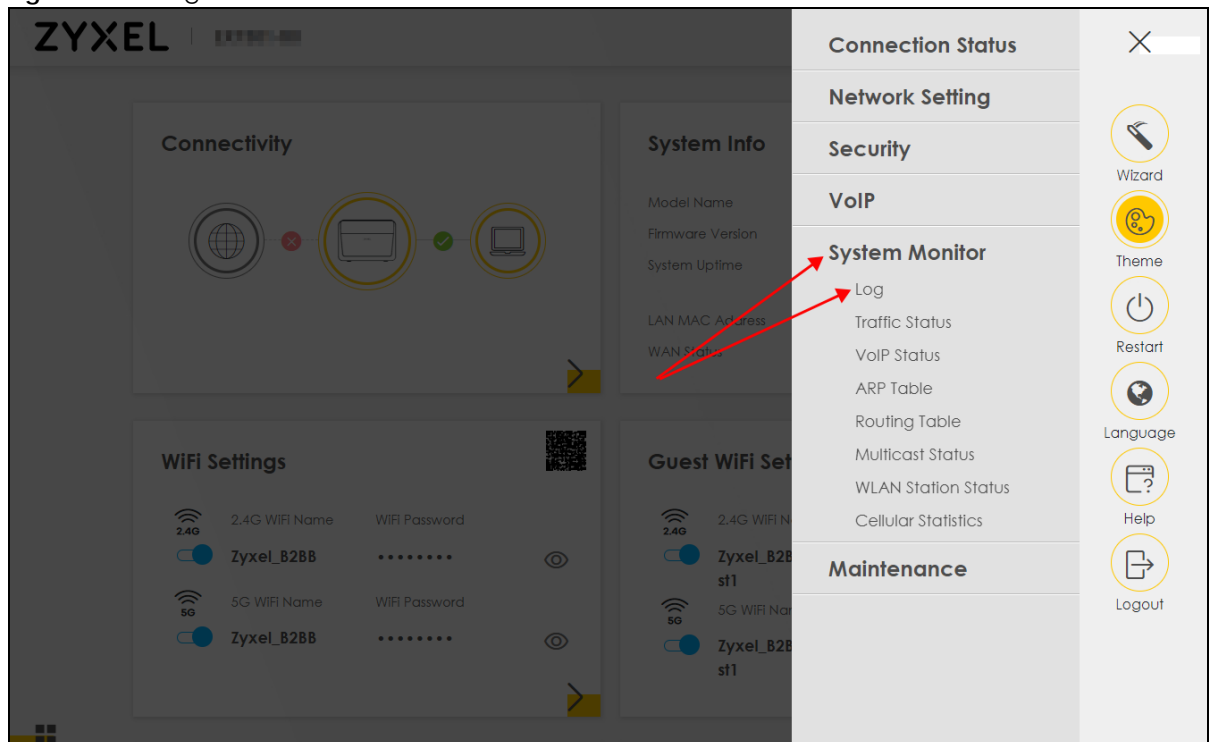 ZYXEL
Connectivity
System Info
Model Name
Firmware Version
System Uptime
LAN MAC Address
WAN Status
WiFi Settings
2.4G
2.4G WiFi Name WiFi Password
Zyxel_B2BB ••••••••
5G
5G WiFi Name WiFi Password
Zyxel_B2BB ••••••••
Guest WiFi Set
2.4G
2.4G WiFi N
Zyxel_B2B
st1
5G
5G WiFi Nar
Zyxel_B2B
st1
Connection Status
Network Setting
Security
VoIP
System Monitor
Log
Traffic Status
VoIP Status
ARP Table
Routing Table
Multicast Status
WLAN Station Status
Cellular Statistics
Maintenance
Wizard
Theme
Restart
Language
Help
Logout